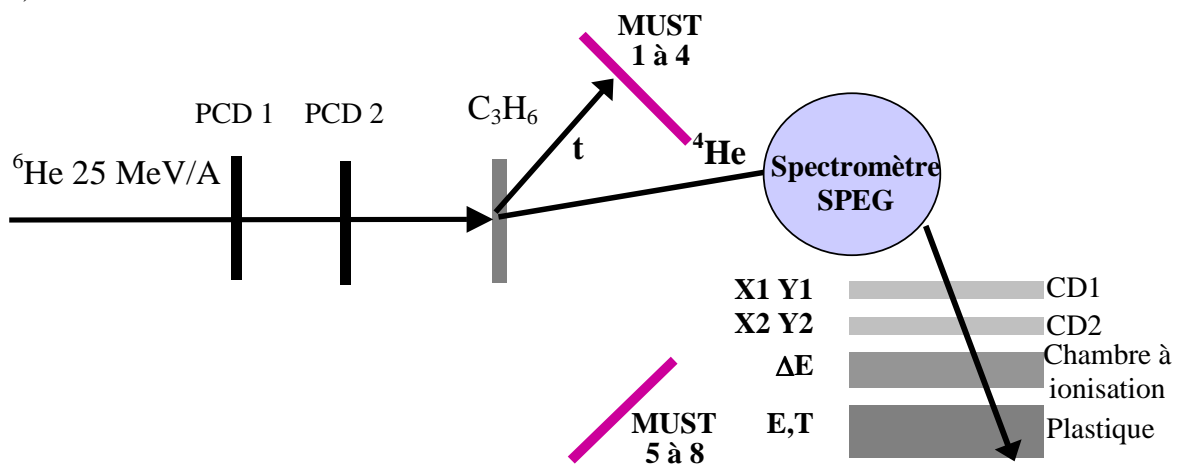 MUST
1 à 4
PCD 1
PCD 2
C₃H₆
⁶He 25 MeV/A
t
⁴He
Spectromètre
SPEG
X1 Y1
CD1
X2 Y2
CD2
ΔE
Chambre à
ionisation
MUST
5 à 8
E,T
Plastique